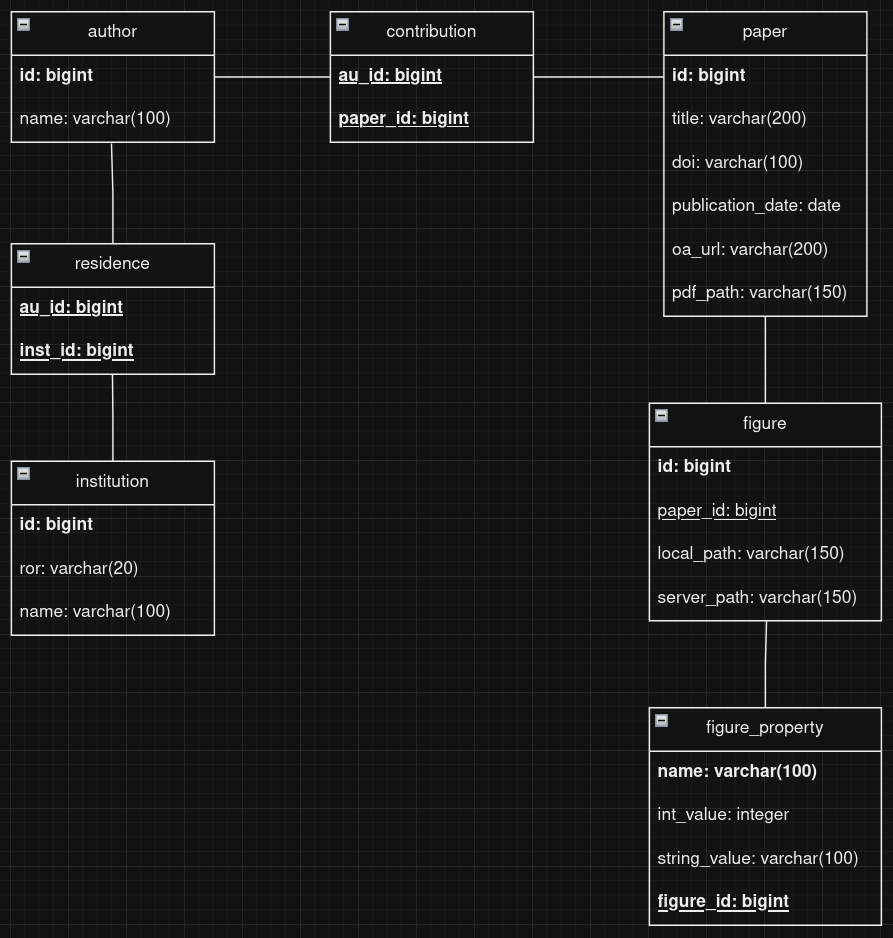 author
id: bigint
name: varchar(100)
contribution
au_id: bigint
paper_id: bigint
paper
id: bigint
title: varchar(200)
doi: varchar(100)
publication_date: date
oa_url: varchar(200)
pdf_path: varchar(150)
residence
au_id: bigint
inst_id: bigint
institution
id: bigint
ror: varchar(20)
name: varchar(100)
figure
id: bigint
paper_id: bigint
local_path: varchar(150)
server_path: varchar(150)
figure_property
name: varchar(100)
int_value: integer
string_value: varchar(100)
figure_id: bigint